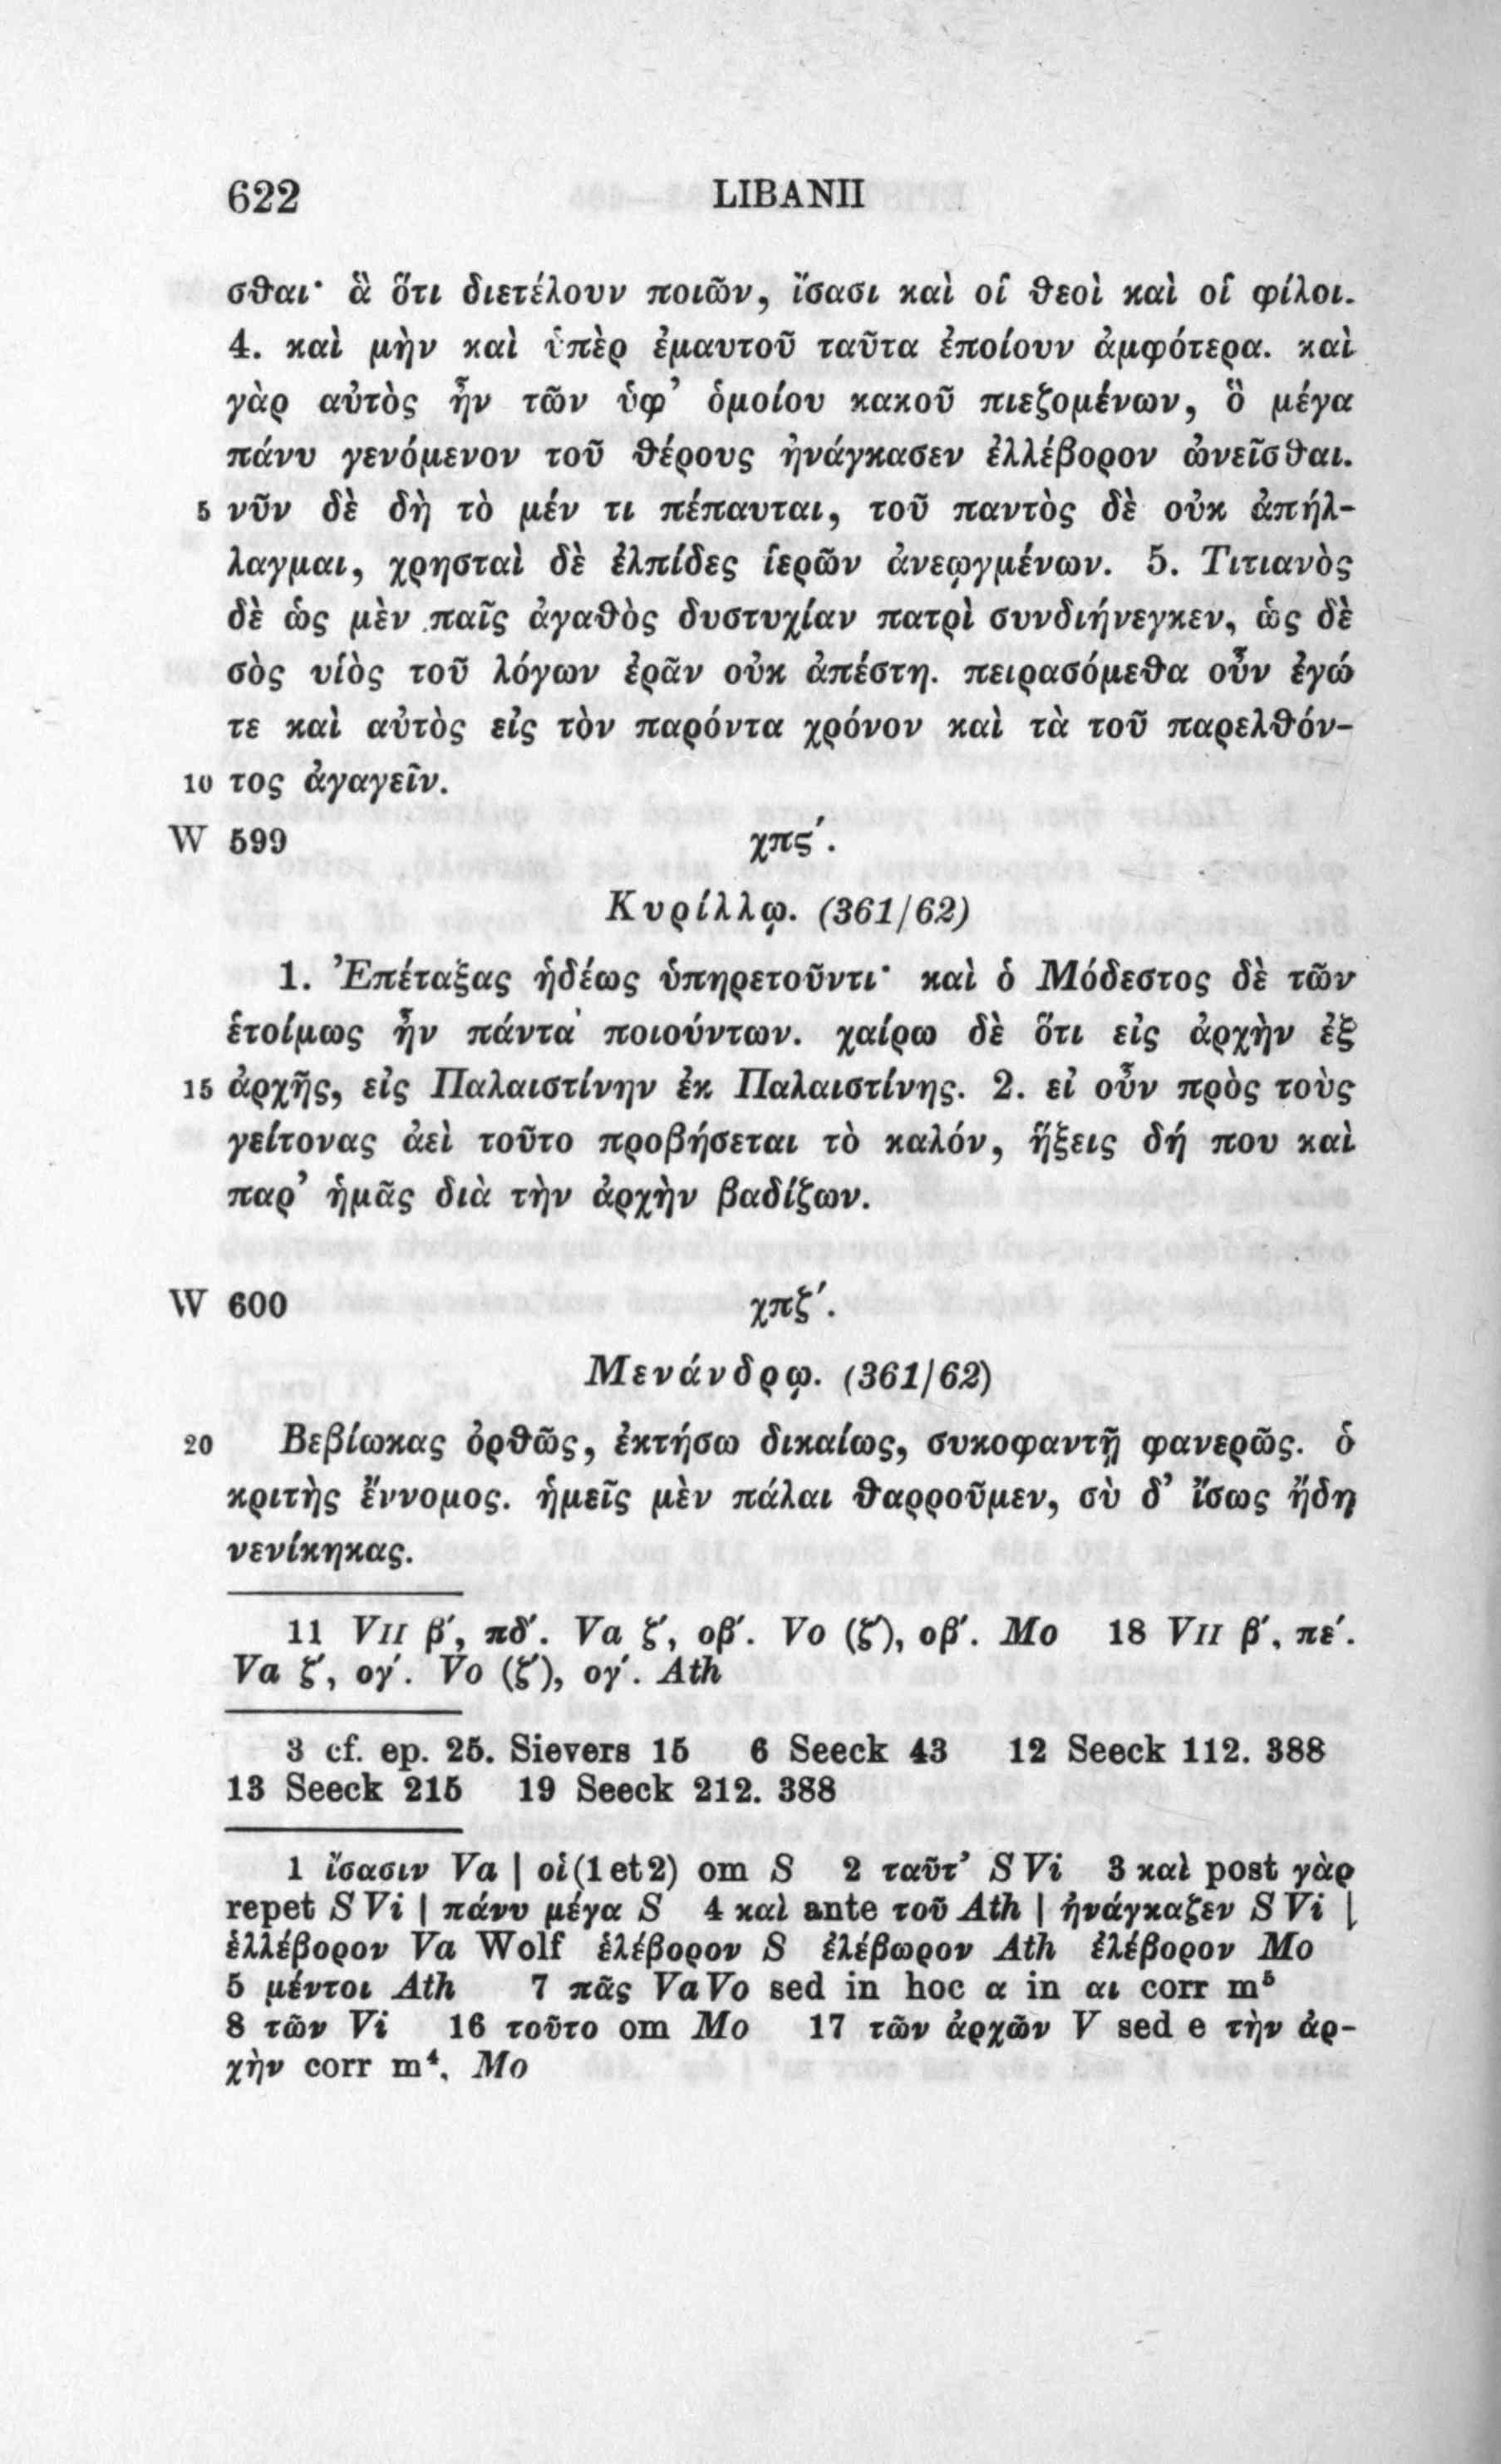 622 LIBANII
σθαι· ἃ ὅτι διετέλουν ποιῶν, ἴσασι καὶ οἱ θεοὶ καὶ οἱ φίλοι.
4. καὶ μὴν καὶ ὑπὲρ ἐμαυτοῦ ταῦτα ἐποίουν ἀμφότερα. καὶ
γὰρ αὐτὸς ἦν τῶν ὑφ’ ὁμοίου κακοῦ πιεζομένων, ὃ μέγα
πάνυ γενόμενον τοῦ θέρους ἠνάγκασεν ἐλλέβορον ὠνεῖσθαι.
5 νῦν δὲ δὴ τὸ μέν τι πέπαυται, τοῦ παντὸς δὲ οὐκ ἀπήλ-
λαγμαι, χρησταὶ δὲ ἐλπίδες ἱερῶν ἀνεῳγμένων. 5. Τιτιανὸς
δὲ ὡς μὲν παῖς ἀγαθὸς δυστυχίαν πατρὶ συνδιήνεγκεν, ὡς δὲ
σὸς υἱὸς τοῦ λόγων ἐρᾶν οὐκ ἀπέστη. πειρασόμεθα οὖν ἐγώ
τε καὶ αὐτὸς εἰς τὸν παρόντα χρόνον καὶ τὰ τοῦ παρελθόν-
10 τος ἀγαγεῖν.
W 599 χπϛ′.
Κυρίλλῳ. (361/62)
1. Ἐπέταξας ἡδέως ὑπηρετοῦντι· καὶ ὁ Μόδεστος δὲ τῶν
ἑτοίμως ἦν πάντα ποιούντων. χαίρω δὲ ὅτι εἰς ἀρχὴν ἐξ
15 ἀρχῆς, εἰς Παλαιστίνην ἐκ Παλαιστίνης. 2. εἰ οὖν πρὸς τοὺς
γείτονας ἀεὶ τοῦτο προβήσεται τὸ καλόν, ἥξεις δή που καὶ
παρ’ ἡμᾶς διὰ τὴν ἀρχὴν βαδίζων.
W 600 χπζ′.
Μενάνδρῳ. (361/62)
20 Βεβίωκας ὀρθῶς, ἐκτήσω δικαίως, συκοφαντῇ φανερῶς. ὁ
κριτὴς ἔννομος. ἡμεῖς μὲν πάλαι θαρροῦμεν, σὺ δ’ ἴσως ἤδη
νενίκηκας.
11 VII β′, πδ′. Va ζ′, οβ′. Vo (ζ′), οβ′. Mo 18 VII β′, πε′.
Va ζ′, ογ′. Vo (ζ′), ογ′. Ath
3 cf. ep. 25. Sievers 15 6 Seeck 43 12 Seeck 112. 388
13 Seeck 215 19 Seeck 212. 388
1 ἴσασιν Va | οἱ (1 et 2) om S 2 ταῦτ’ S Vi 3 καὶ post γὰρ
repet S Vi | πάνυ μέγα S 4 καὶ ante τοῦ Ath | ἠνάγκαζεν S Vi |
ἑλλέβορον Va Wolf ἑλέβορον S ἐλέβωρον Ath ἐλέβορον Mo
5 μέντοι Ath 7 πᾶς Va Vo sed in hoc α in αι corr m⁵
8 τῶν Vi 16 τοῦτο om Mo 17 τῶν ἀρχῶν V sed e τὴν ἀρ-
χὴν corr m⁴, Mo